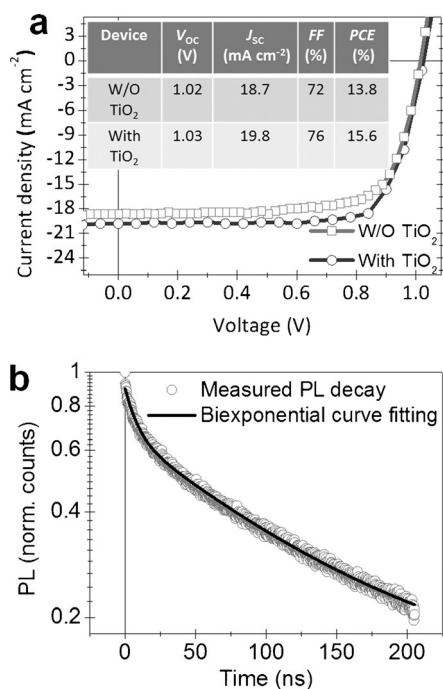 a
Device V_OC (V) J_SC (mA cm⁻²) FF (%) PCE (%)
W/O TiO₂ 1.02 18.7 72 13.8
With TiO₂ 1.03 19.8 76 15.6
3
0
-3
-6
-9
-12
-15
-18
-21
-24
Current density (mA cm⁻²)
W/O TiO₂
With TiO₂
0.0 0.2 0.4 0.6 0.8 1.0
Voltage (V)
b
Measured PL decay
Biexponential curve fitting
1
0.8
0.6
0.4
0.2
PL (norm. counts)
0 50 100 150 200
Time (ns)